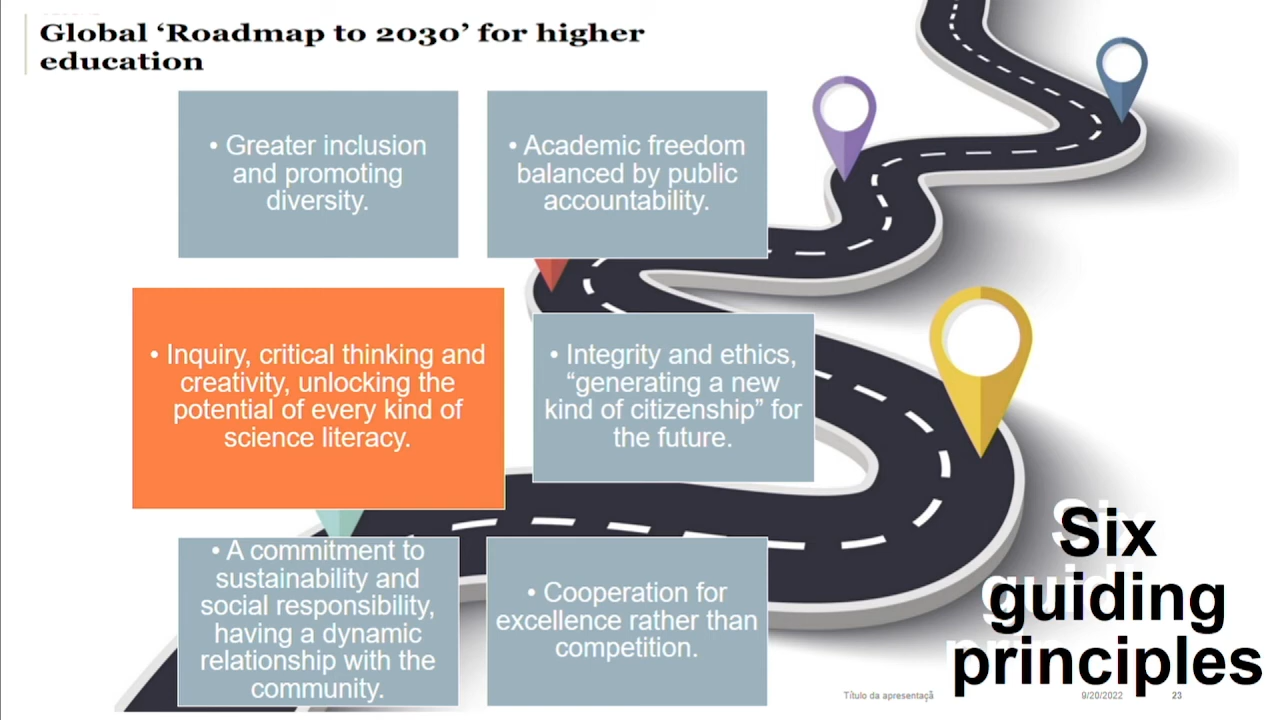 Global ‘Roadmap to 2030’ for higher
education
• Greater inclusion
and promoting
diversity.
• Academic freedom
balanced by public
accountability.
• Inquiry, critical thinking and
creativity, unlocking the
potential of every kind of
science literacy.
• Integrity and ethics,
“generating a new
kind of citizenship” for
the future.
• A commitment to
sustainability and
social responsibility,
having a dynamic
relationship with the
community.
• Cooperation for
excellence rather than
competition.
Six
guiding
principles
Título da apresentaçã
9/20/2022
23